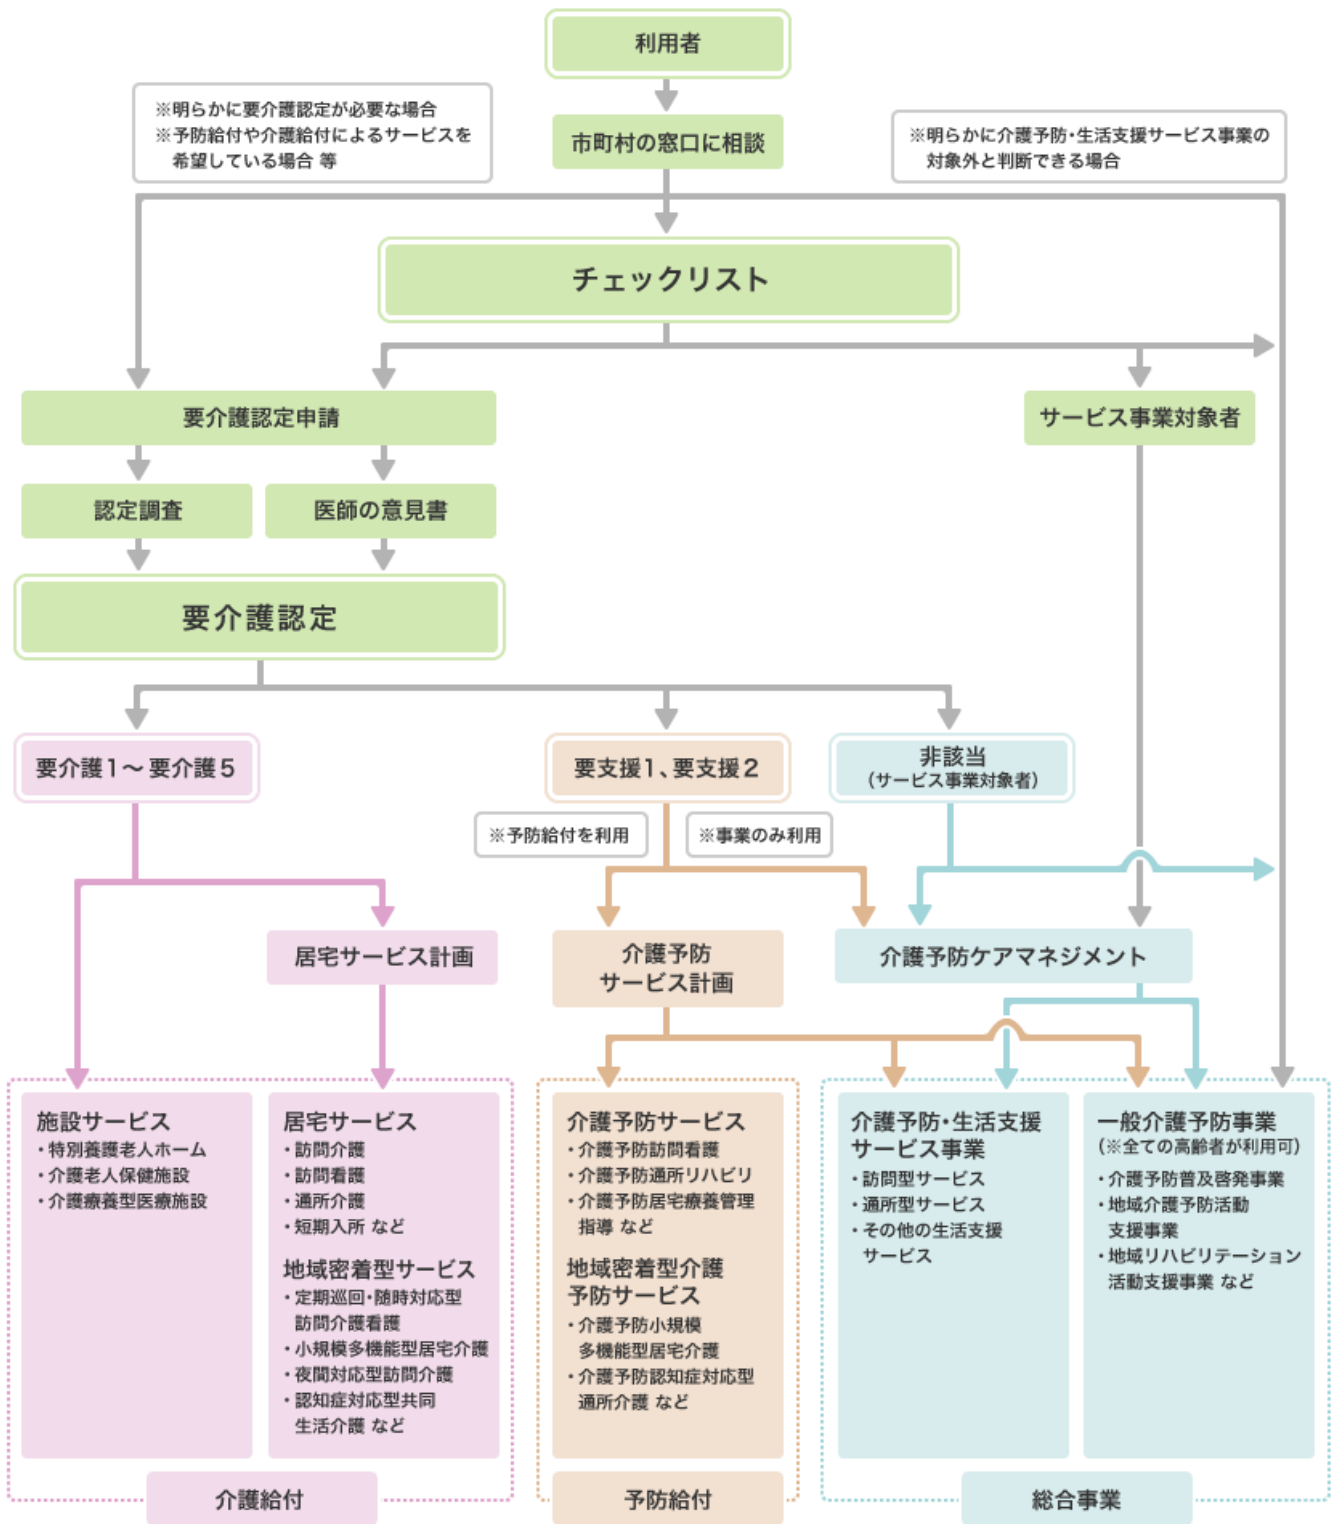 利用者
※明らかに要介護認定が必要な場合
※予防給付や介護給付によるサービスを
希望している場合 等
市町村の窓口に相談
※明らかに介護予防・生活支援サービス事業の
対象外と判断できる場合
チェックリスト
要介護認定申請
サービス事業対象者
認定調査
医師の意見書
要介護認定
要介護1～要介護5
要支援1、要支援2
非該当
(サービス事業対象者)
※予防給付を利用
※事業のみ利用
居宅サービス計画
介護予防
サービス計画
介護予防ケアマネジメント
施設サービス
・特別養護老人ホーム
・介護老人保健施設
・介護療養型医療施設
居宅サービス
・訪問介護
・訪問看護
・通所介護
・短期入所 など
地域密着型サービス
・定期巡回・随時対応型
訪問介護看護
・小規模多機能型居宅介護
・夜間対応型訪問介護
・認知症対応型共同
生活介護 など
介護予防サービス
・介護予防訪問看護
・介護予防通所リハビリ
・介護予防居宅療養管理
指導 など
地域密着型介護
予防サービス
・介護予防小規模
多機能型居宅介護
・介護予防認知症対応型
通所介護 など
介護予防・生活支援
サービス事業
・訪問型サービス
・通所型サービス
・その他の生活支援
サービス
一般介護予防事業
(※全ての高齢者が利用可)
・介護予防普及啓発事業
・地域介護予防活動
支援事業
・地域リハビリテーション
活動支援事業 など
介護給付
予防給付
総合事業